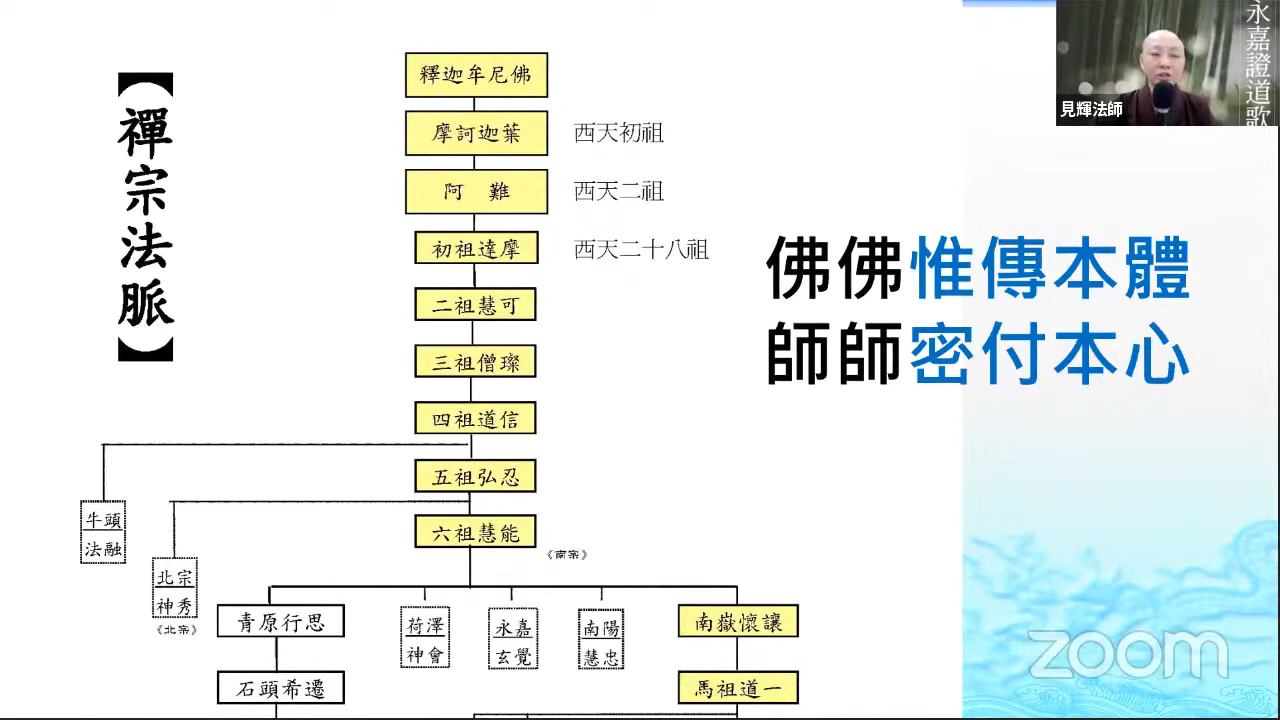 【禪宗法脈】
釋迦牟尼佛
摩訶迦葉 西天初祖
阿 難 西天二祖
初祖達摩 西天二十八祖
二祖慧可
三祖僧璨
四祖道信
五祖弘忍
牛頭
法融
六祖慧能
《南宗》
北宗
神秀
《北宗》
青原行思
荷澤
神會
永嘉
玄覺
南陽
慧忠
南嶽懷讓
石頭希遷
馬祖道一
佛佛惟傳本體
師師密付本心
永嘉證道歌
見輝法師
zoom